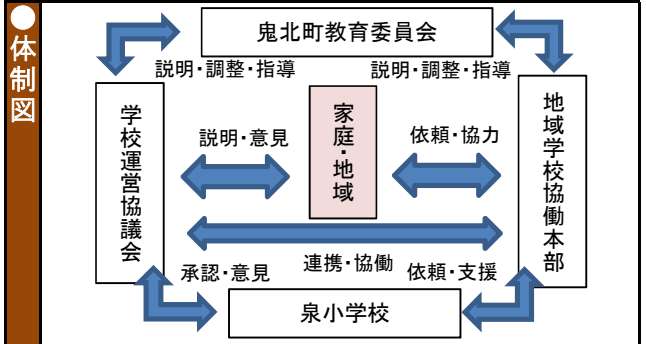 ●体制図
鬼北町教育委員会
説明・調整・指導
説明・調整・指導
学校運営協議会
説明・意見
家庭・地域
依頼・協力
地域学校協働本部
連携・協働
承認・意見
依頼・支援
泉小学校